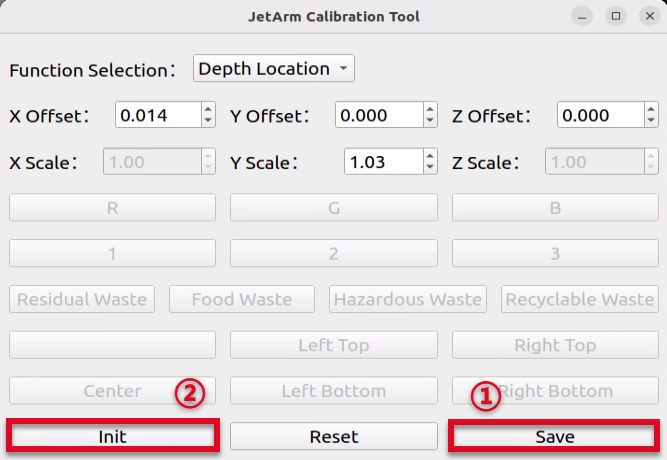 JetArm Calibration Tool
Function Selection： Depth Location
X Offset： 0.014 Y Offset： 0.000 Z Offset： 0.000
X Scale： 1.00 Y Scale： 1.03 Z Scale： 1.00
R G B
1 2 3
Residual Waste Food Waste Hazardous Waste Recyclable Waste
Left Top Right Top
Center ② Left Bottom ① Right Bottom
Init Reset Save